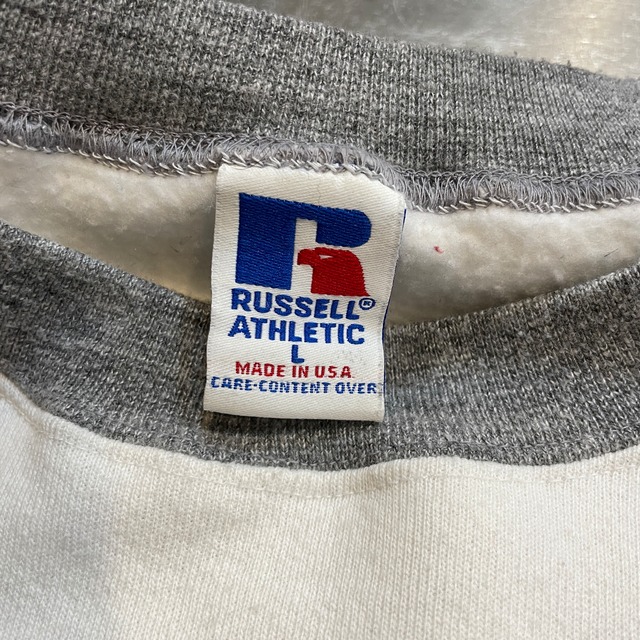 RUSSELL®
ATHLETIC
L
MADE IN U.S.A.
CARE-CONTENT OVER